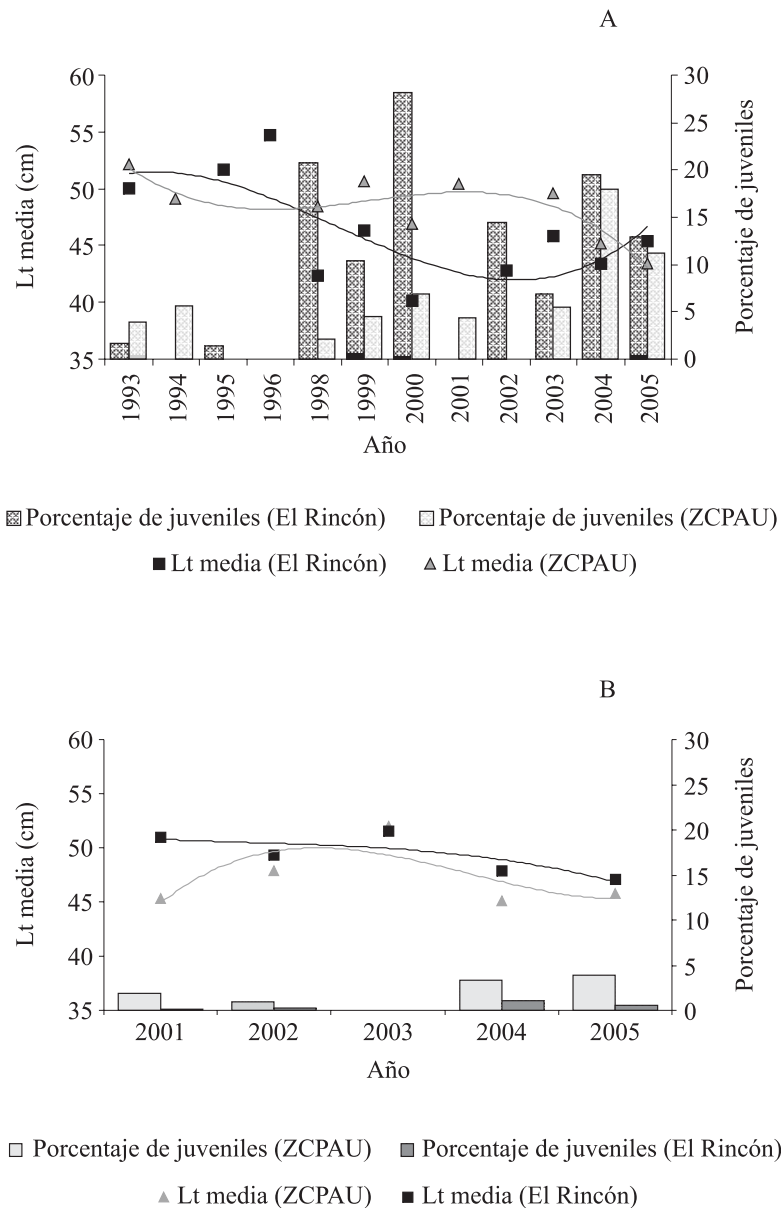 A
60
55
50
45
40
35
Lt media (cm)
30
25
20
15
10
5
0
Porcentaje de juveniles
1993
1994
1995
1996
1998
1999
2000
2001
2002
2003
2004
2005
Año
Porcentaje de juveniles (El Rincón)
Porcentaje de juveniles (ZCPAU)
Lt media (El Rincón)
Lt media (ZCPAU)
B
60
55
50
45
40
35
Lt media (cm)
30
25
20
15
10
5
0
Porcentaje de juveniles
2001
2002
2003
2004
2005
Año
Porcentaje de juveniles (ZCPAU)
Porcentaje de juveniles (El Rincón)
Lt media (ZCPAU)
Lt media (El Rincón)